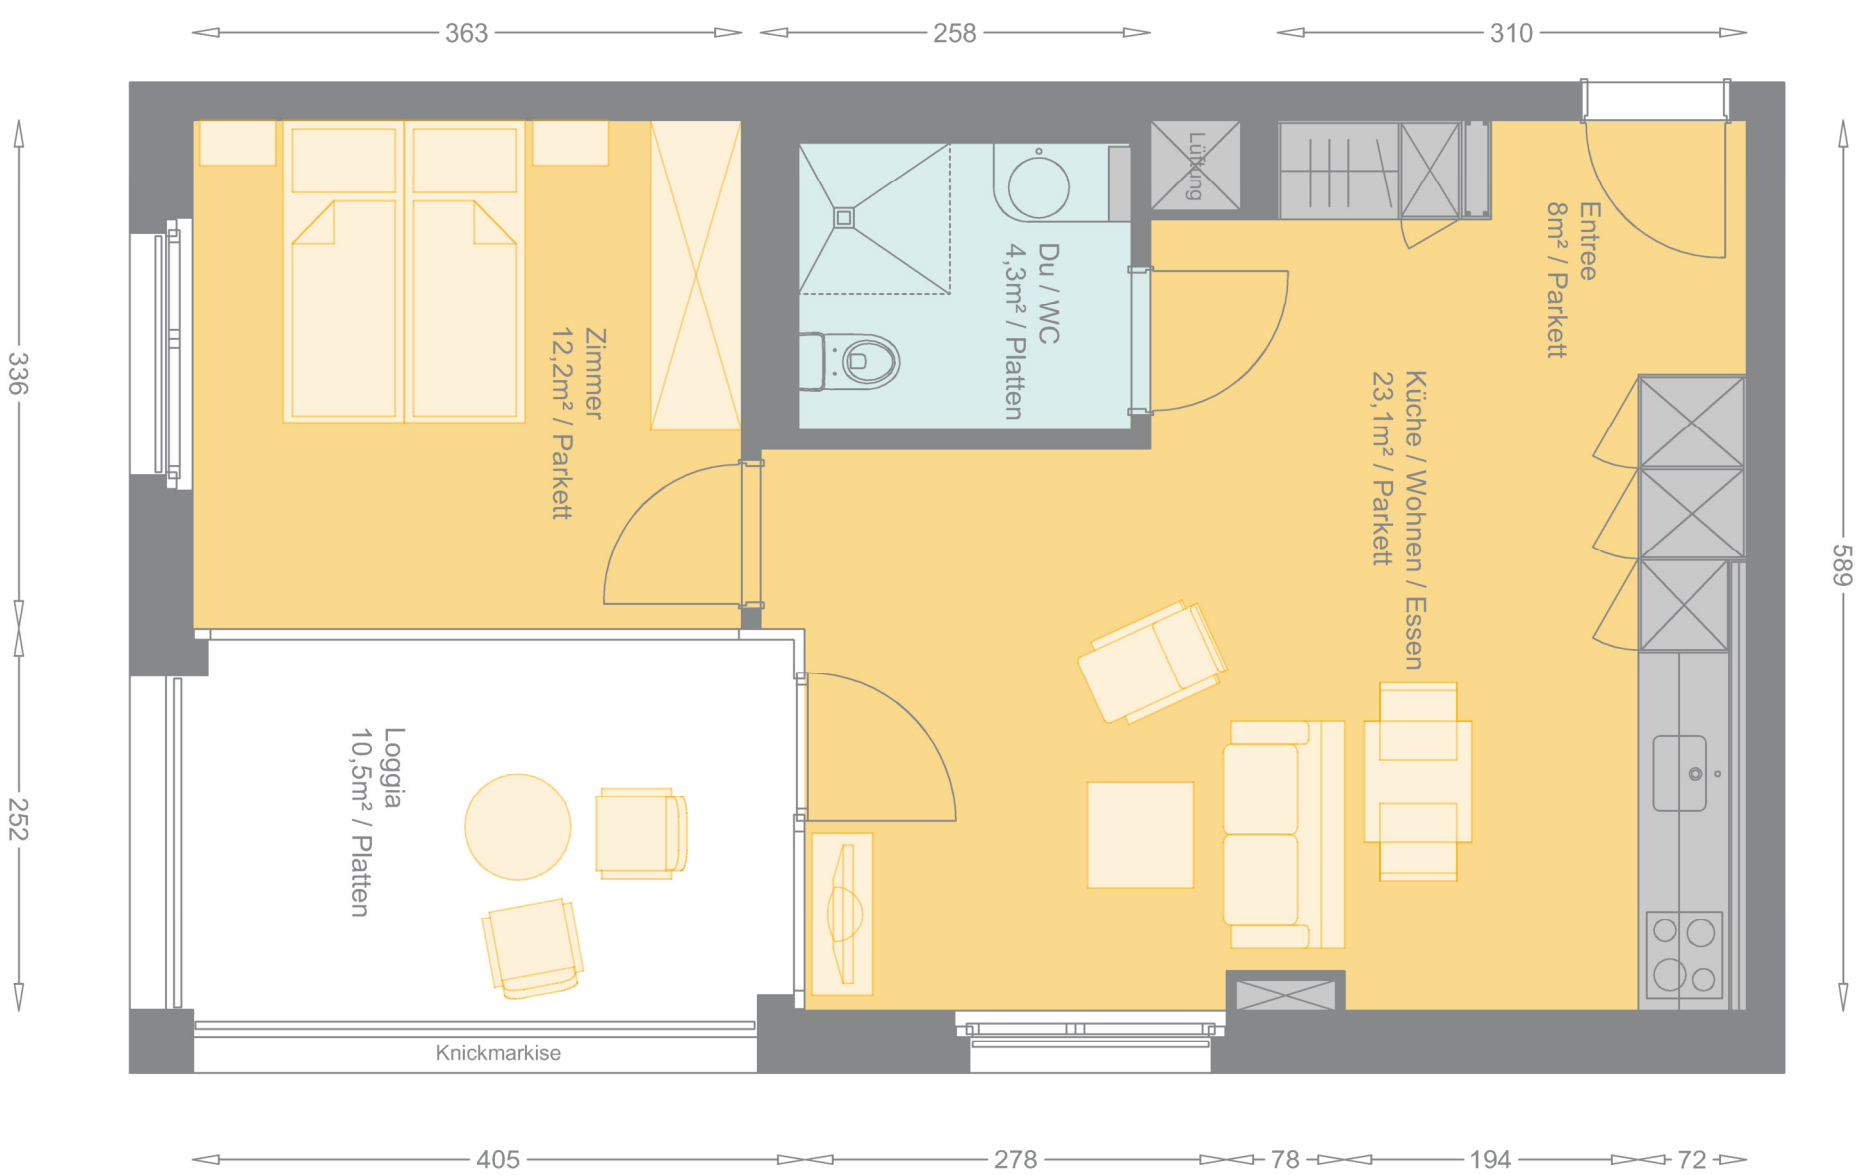 363
258
310
Lüftung
Entree
8m² / Parkett
Du / WC
4,3m² / Platten
Zimmer
12,2m² / Parkett
Küche / Wohnen / Essen
23,1m² / Parkett
336
589
Loggia
10,5m² / Platten
252
Knickmarkise
405
278
78
194
72